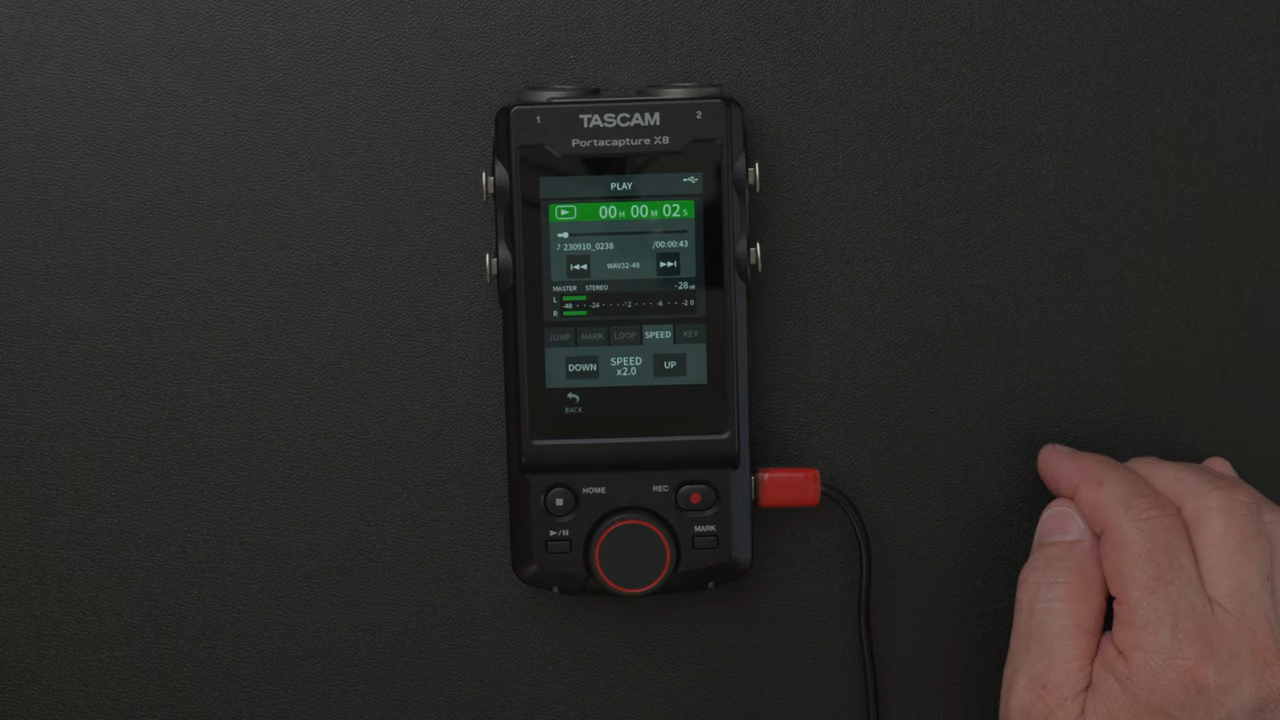 1 TASCAM 2
Portacapture X8
PLAY
00H 00M 02S
230910_0238 /00:00:43
WAV32-48
MASTER STEREO -28dB
L
-48 -24 -12 -6 -2 0
R
JUMP MARK LOOP SPEED KEY
DOWN SPEED x2.0 UP
BACK
HOME REC
MARK